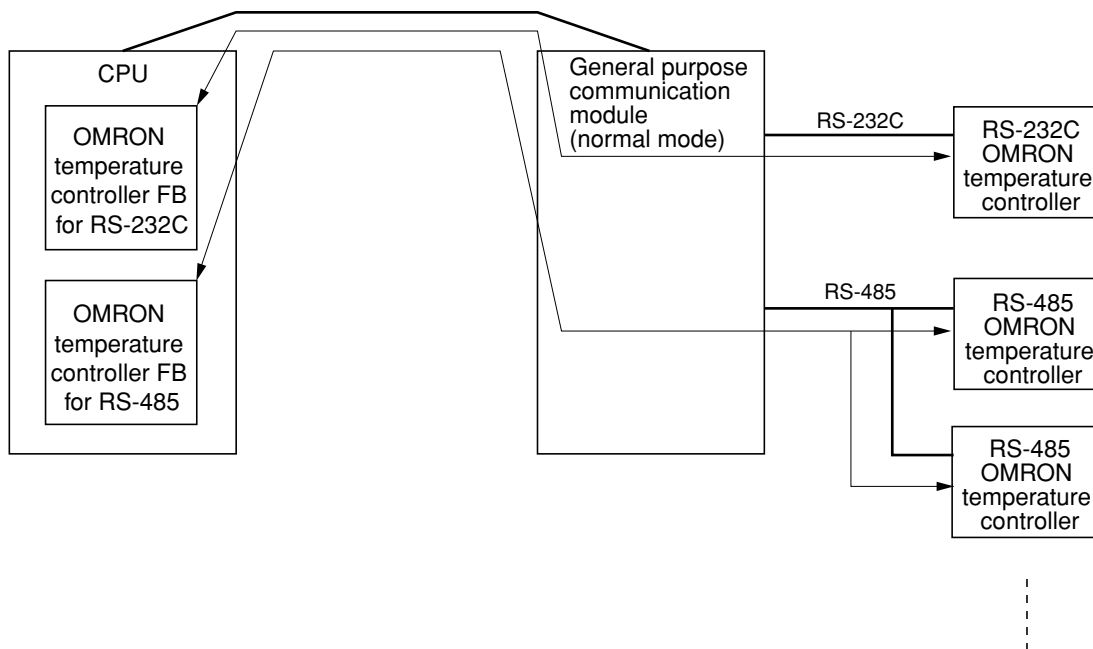 CPU
OMRON
temperature
controller FB
for RS-232C
OMRON
temperature
controller FB
for RS-485
General purpose
communication
module
(normal mode)
RS-232C
RS-232C
OMRON
temperature
controller
RS-485
RS-485
OMRON
temperature
controller
RS-485
OMRON
temperature
controller